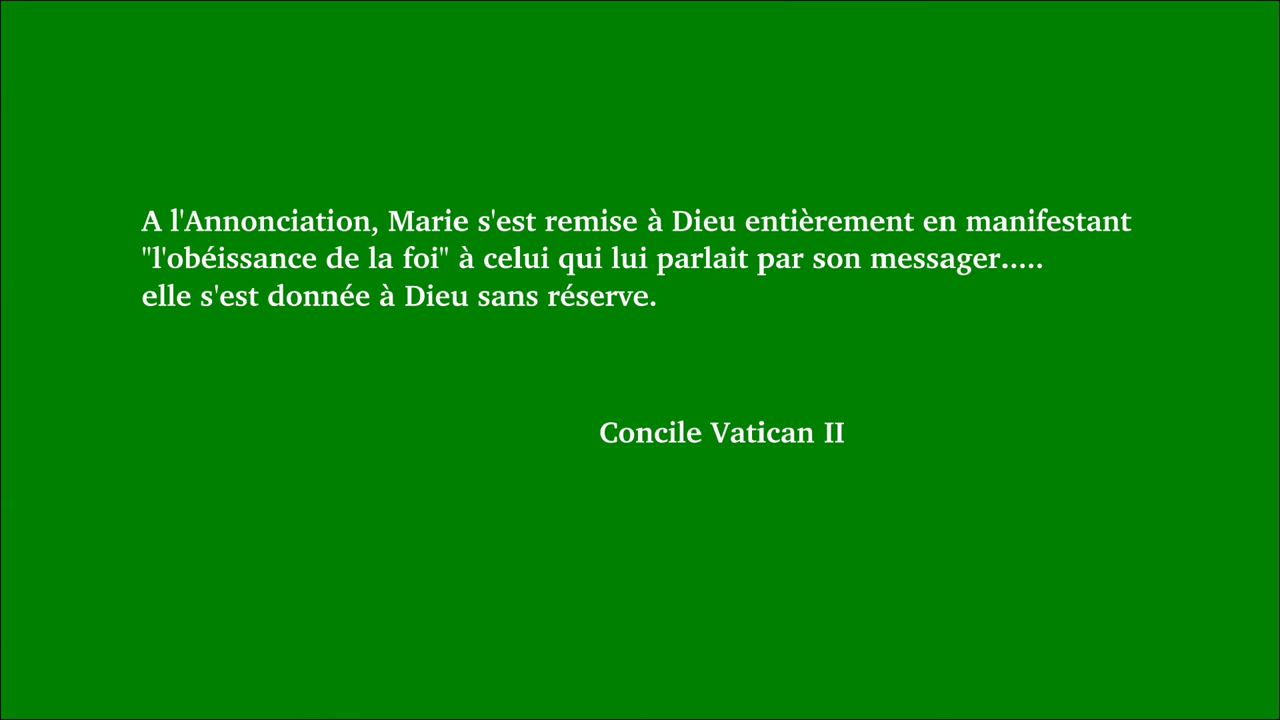 A l'Annonciation, Marie s'est remise à Dieu entièrement en manifestant
"l'obéissance de la foi" à celui qui lui parlait par son messager.....
elle s'est donnée à Dieu sans réserve.
Concile Vatican II